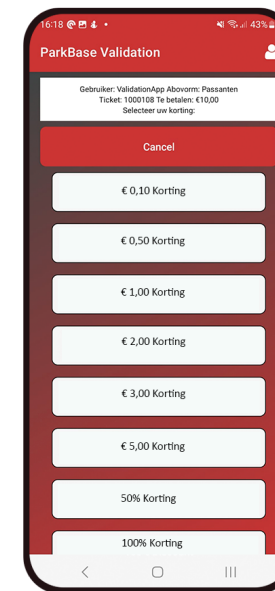 16:18
43%
ParkBase Validation
Gebruiker: ValidationApp Abovorm: Passanten
Ticket: 1000108 Te betalen: €10,00
Selecteer uw korting:
Cancel
€ 0,10 Korting
€ 0,50 Korting
€ 1,00 Korting
€ 2,00 Korting
€ 3,00 Korting
€ 5,00 Korting
50% Korting
100% Korting